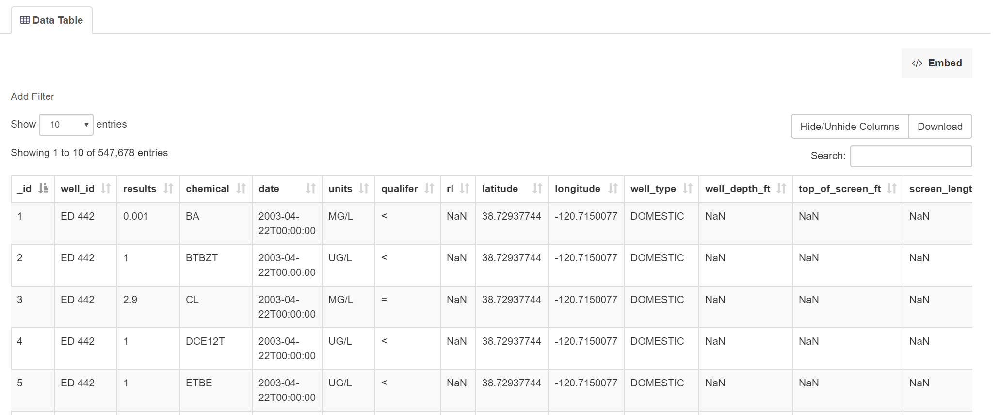 Data Table
</> Embed
Add Filter
Show 10 entries
Hide/Unhide Columns Download
Showing 1 to 10 of 547,678 entries
Search:
_id well_id results chemical date units qualifer rl latitude longitude well_type well_depth_ft top_of_screen_ft screen_lengt
1 ED 442 0.001 BA 2003-04- MG/L < NaN 38.72937744 -120.7150077 DOMESTIC NaN NaN NaN
22T00:00:00
2 ED 442 1 BTBZT 2003-04- UG/L < NaN 38.72937744 -120.7150077 DOMESTIC NaN NaN NaN
22T00:00:00
3 ED 442 2.9 CL 2003-04- MG/L = NaN 38.72937744 -120.7150077 DOMESTIC NaN NaN NaN
22T00:00:00
4 ED 442 1 DCE12T 2003-04- UG/L < NaN 38.72937744 -120.7150077 DOMESTIC NaN NaN NaN
22T00:00:00
5 ED 442 1 ETBE 2003-04- UG/L < NaN 38.72937744 -120.7150077 DOMESTIC NaN NaN NaN
22T00:00:00